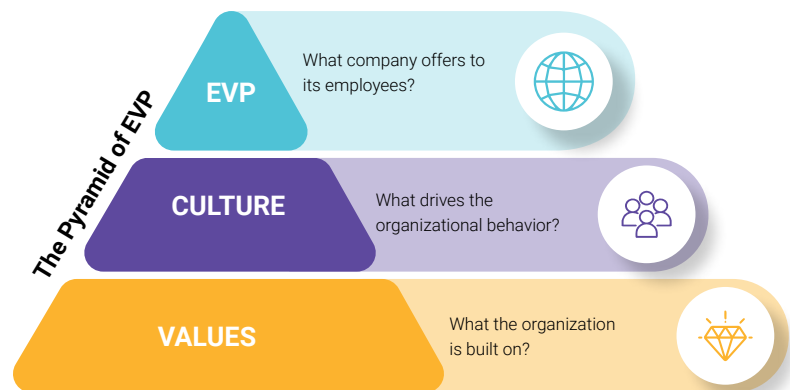 The Pyramid of EVP
EVP
What company offers to
its employees?
CULTURE
What drives the
organizational behavior?
VALUES
What the organization
is built on?